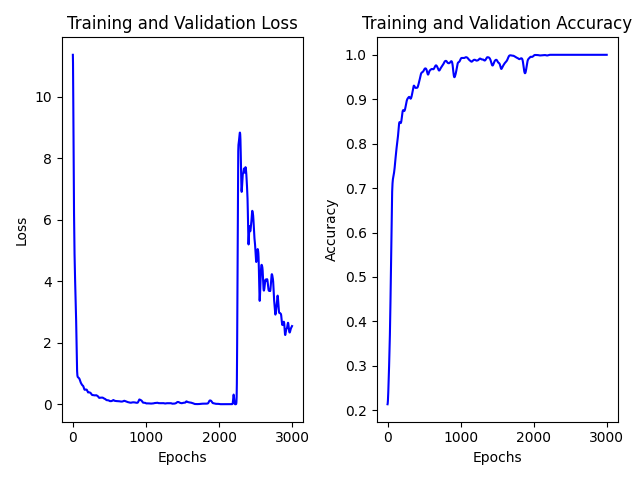 Training and Validation Loss
Loss
10
8
6
4
2
0
0 1000 2000 3000
Epochs
Training and Validation Accuracy
Accuracy
1.0
0.9
0.8
0.7
0.6
0.5
0.4
0.3
0.2
0 1000 2000 3000
Epochs